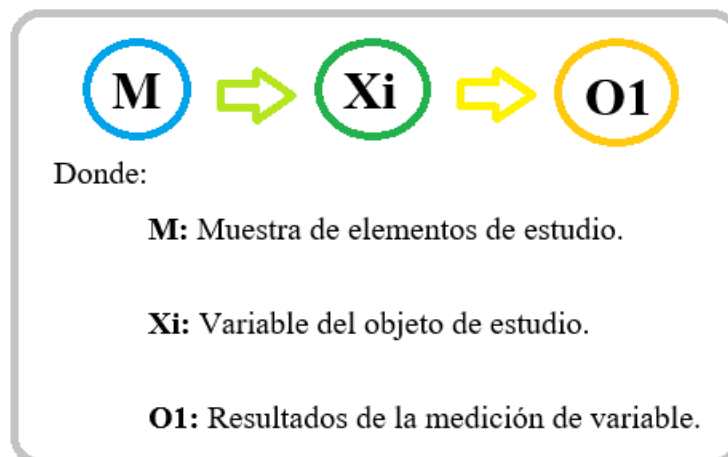 M Xi O1
Donde:
M: Muestra de elementos de estudio.
Xi: Variable del objeto de estudio.
O1: Resultados de la medición de variable.